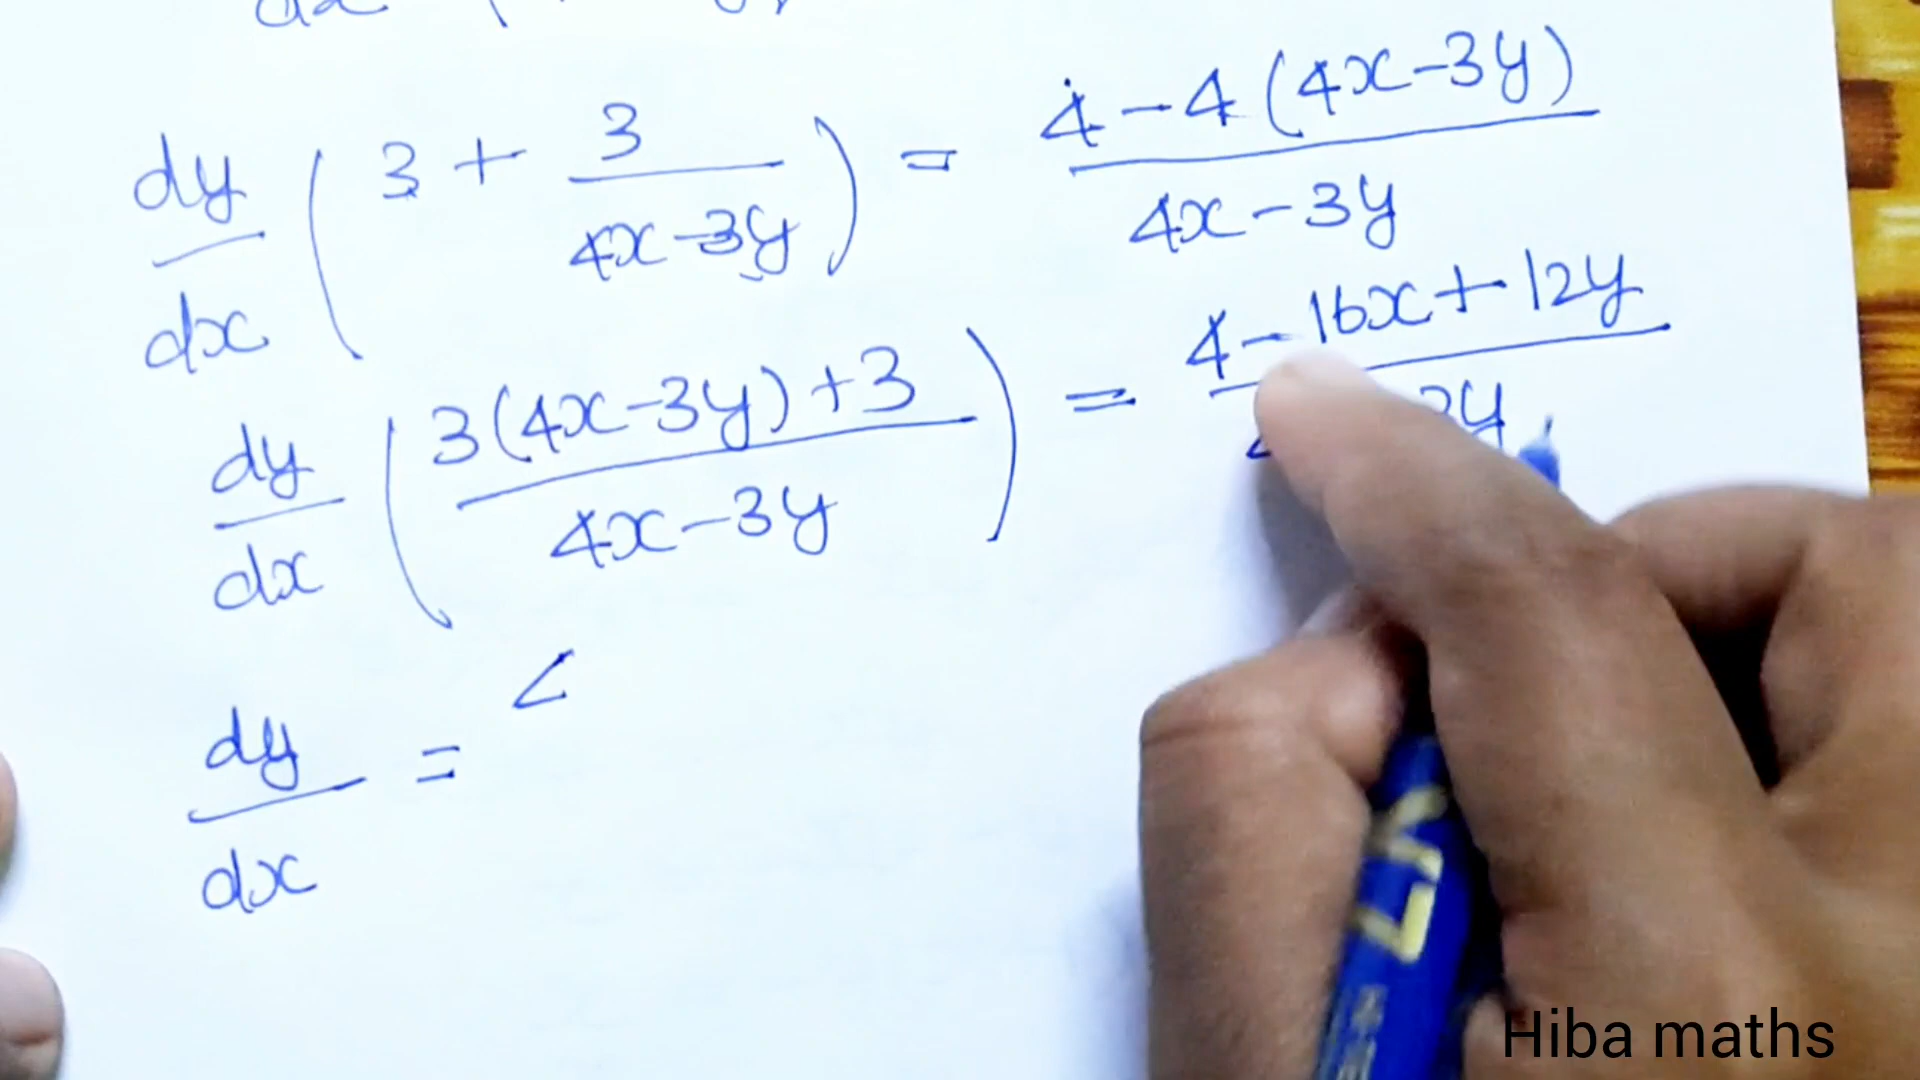 dy/dx ( 3 + 3/(4x-3y) ) = (4-4(4x-3y))/(4x-3y)
dy/dx ( (3(4x-3y)+3)/(4x-3y) ) = (4-16x+12y)/
dy/dx =
Hiba maths